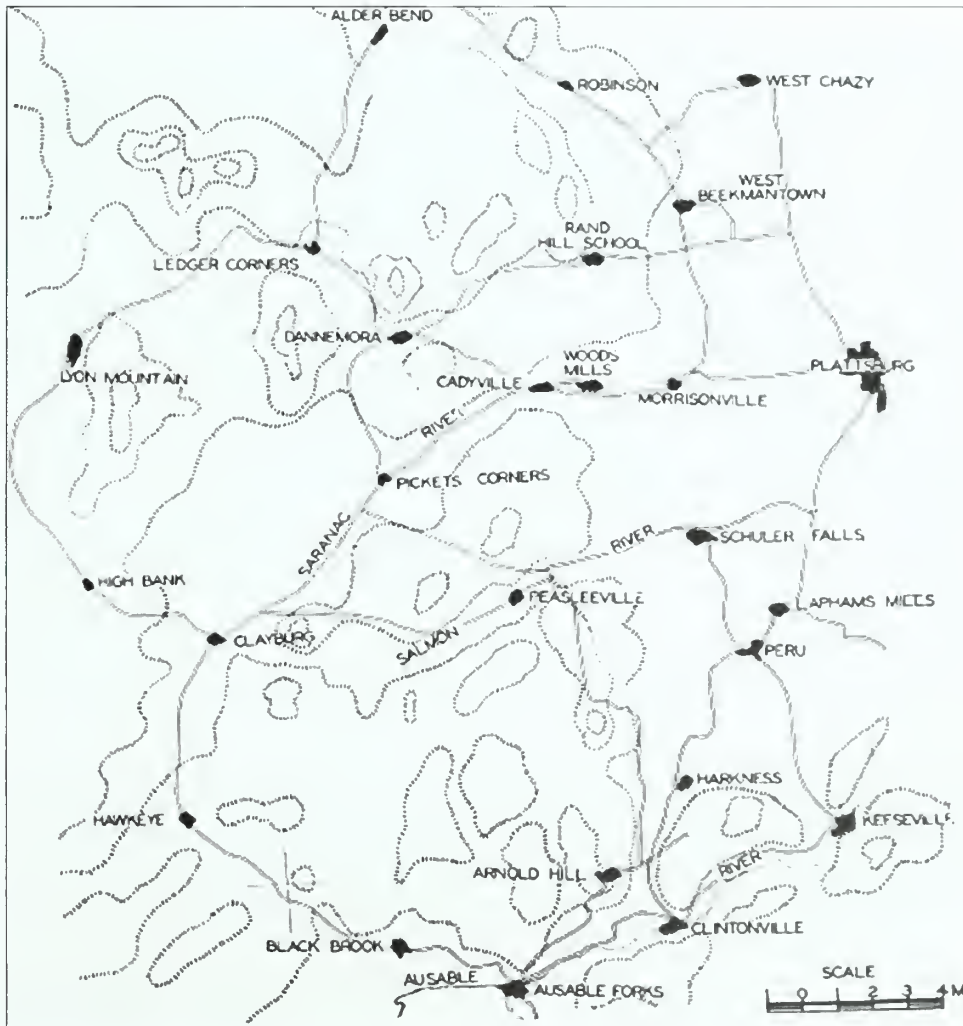 ALDER BEND
ROBINSON
WEST CHAZY
WEST
BEEKMANTOWN
RAND
HILL SCHOOL
LEDGER CORNERS
DANNEMORA
LYON MOUNTAIN
WOODS
MILLS
CADYVILLE
MORRISONVILLE
PLATTSBURG
RIVER
PICKETS CORNERS
SARANAC
RIVER
SCHULER FALLS
HIGH BANK
PEASLEEVILLE
LAPHAMS MILLS
CLAYBURG
SALMON
PERU
HARKNESS
HAWKEYE
KEESEVILLE
ARNOLD HILL
RIVER
CLINTONVILLE
BLACK BROOK
AUSABLE
AUSABLE FORKS
SCALE
0 2 4 M